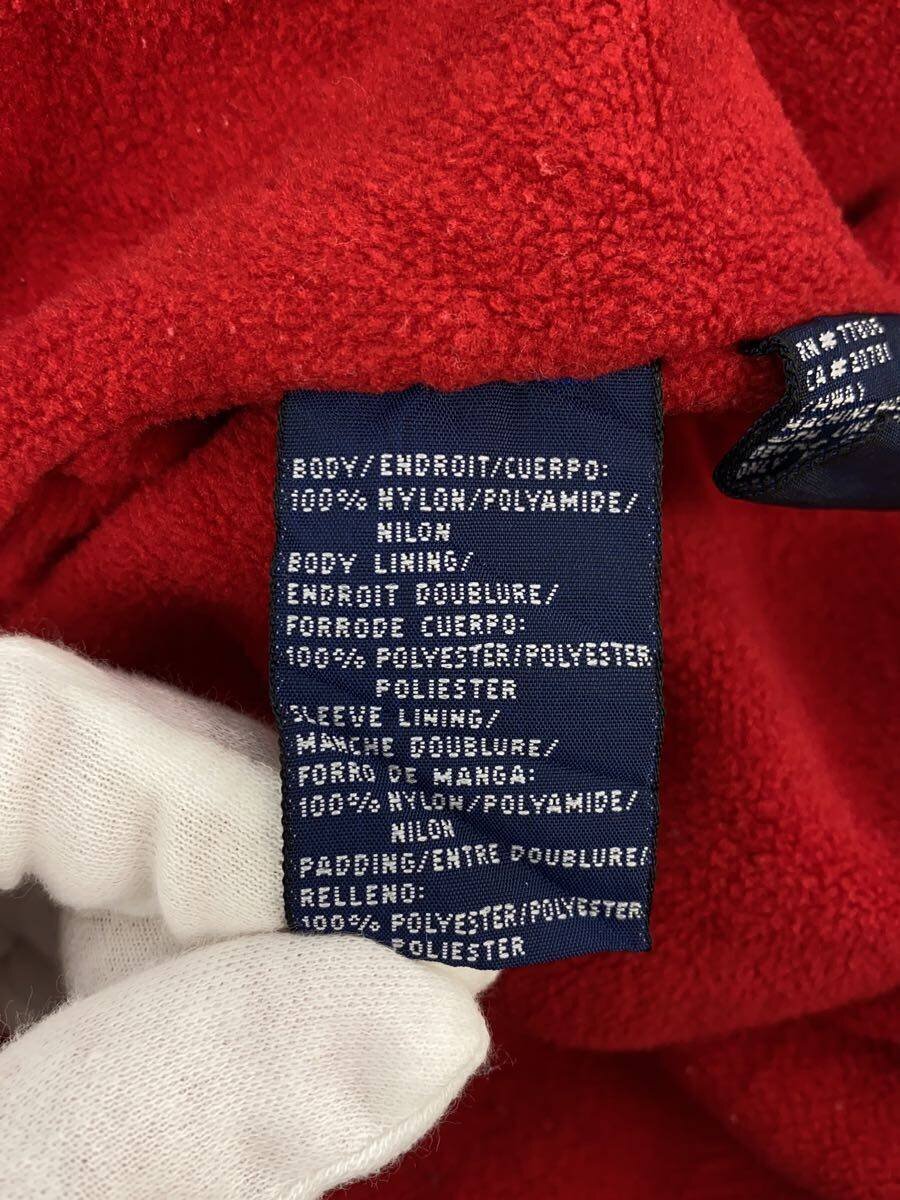 BODY/ENDROIT/CUERPO:
100% NYLON/POLYAMIDE/
NILON
BODY LINING/
ENDROIT DOUBLURE/
FORRODE CUERPO:
100% POLYESTER/POLYESTER
POLIESTER
SLEEVE LINING/
MANCHE DOUBLURE/
FORRO DE MANGA:
100% NYLON/POLYAMIDE/
NILON
PADDING/ENTRE DOUBLURE/
RELLENO:
100% POLYESTER/POLYESTER
POLIESTER
RN